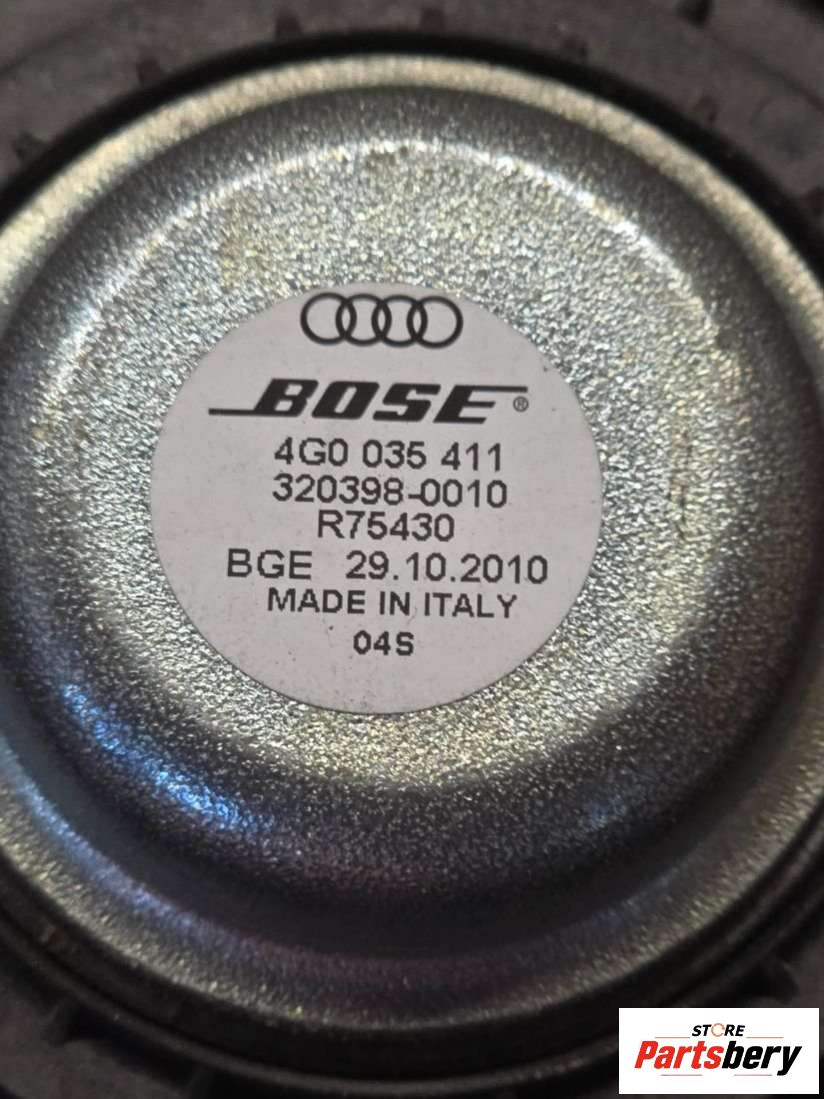 BOSE®
4G0 035 411
320398-0010
R75430
BGE 29.10.2010
MADE IN ITALY
04S
STORE
Partsbery